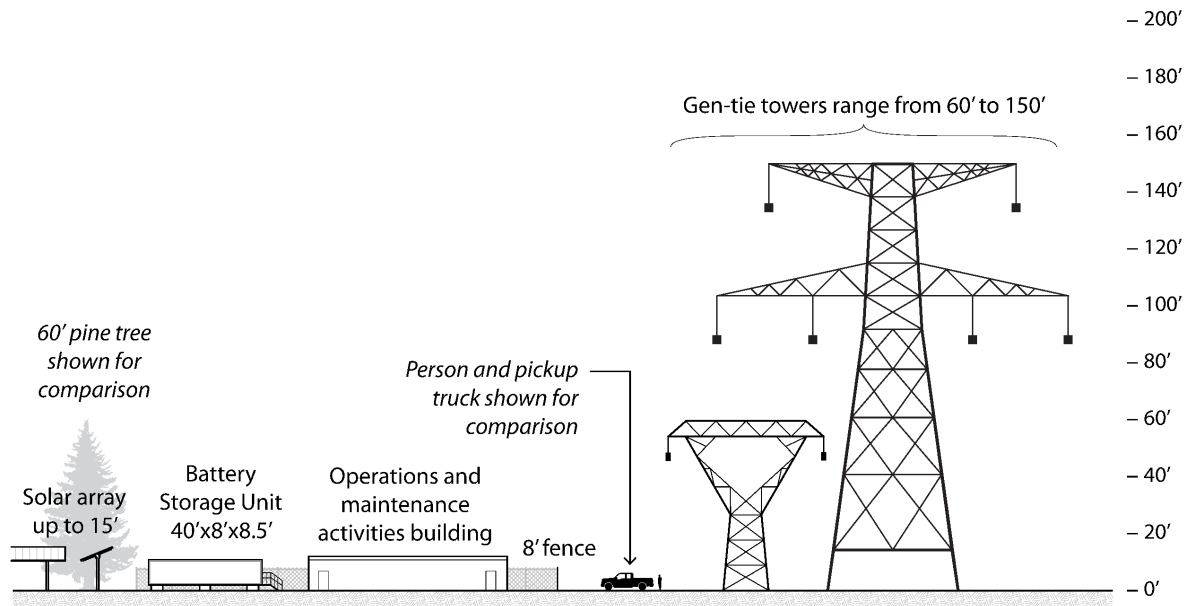 Gen-tie towers range from 60’ to 150’
60’ pine tree
shown for
comparison
Person and pickup
truck shown for
comparison
Solar array
up to 15’
Battery
Storage Unit
40’x8’x8.5’
Operations and
maintenance
activities building
8’ fence
– 200’
– 180’
– 160’
– 140’
– 120’
– 100’
– 80’
– 60’
– 40’
– 20’
– 0’